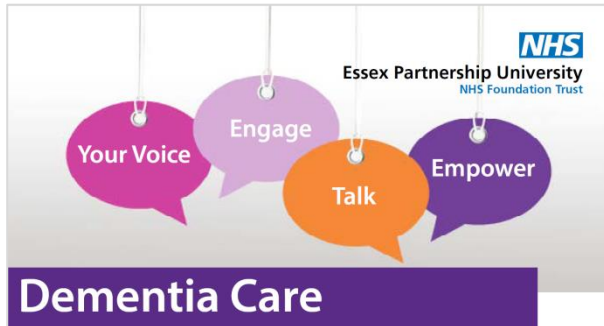 NHS
Essex Partnership University
NHS Foundation Trust
Your Voice
Engage
Talk
Empower
Dementia Care